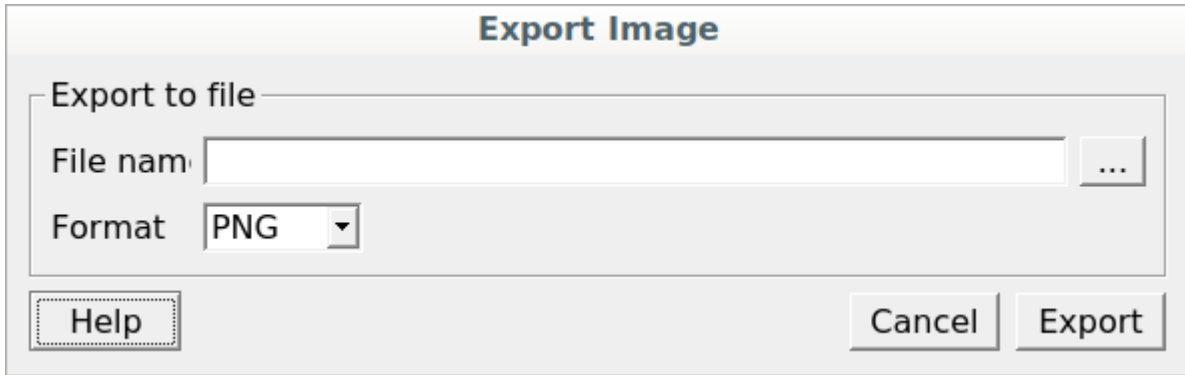 Export Image
Export to file
File nam
...
Format PNG
Help Cancel Export